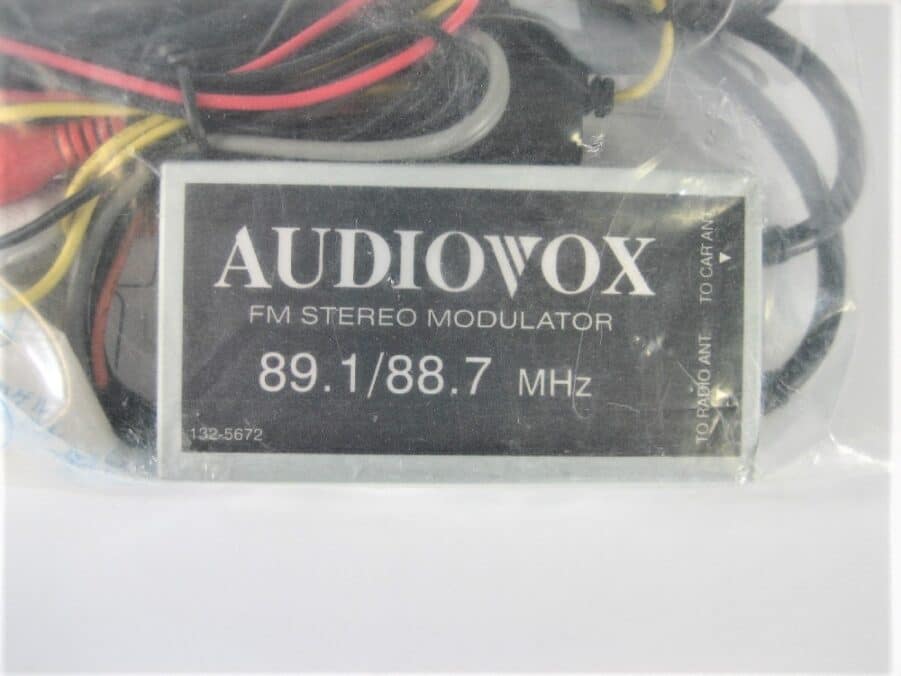 AUDIOVOX
FM STEREO MODULATOR
89.1/88.7 MHz
132-5672
TO RADIO ANT.
TO CAR ANT